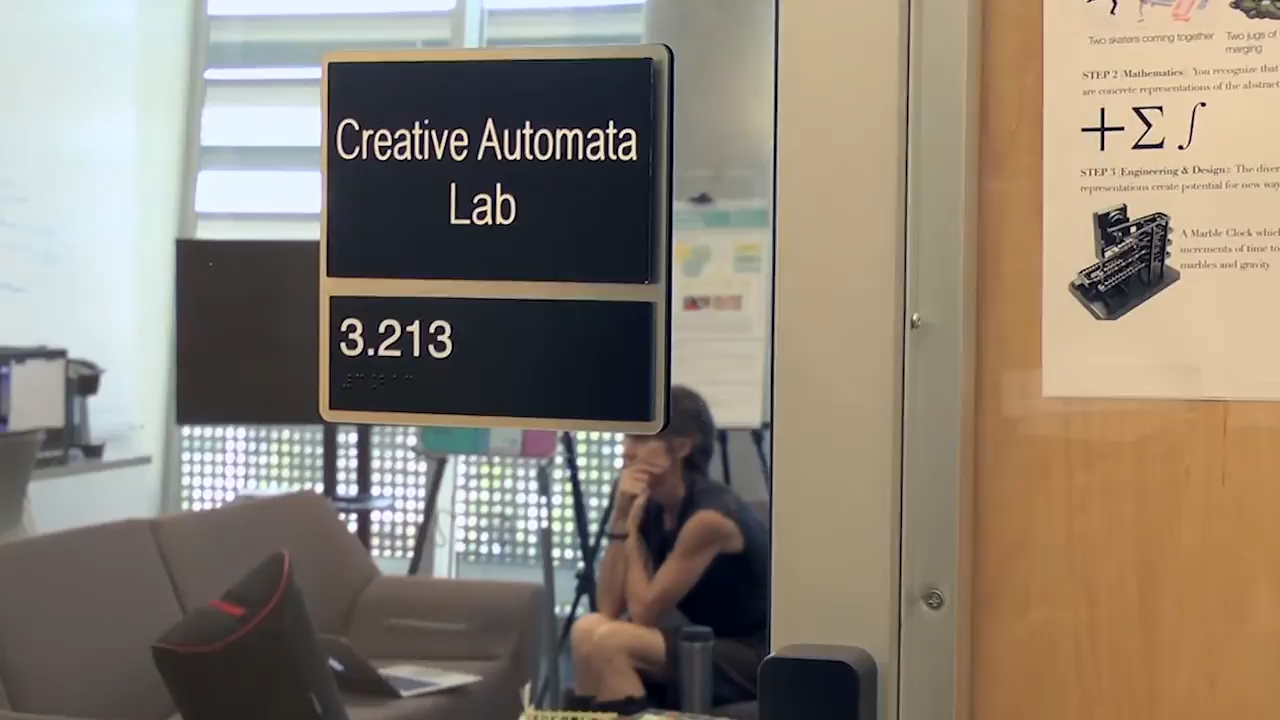 Creative Automata
Lab
3.213
Two skaters coming together
Two jugs of
merging
STEP 2 (Mathematics): You recognize that
are concrete representations of the abstract
+ Σ ∫
STEP 3 (Engineering & Design): The diver
representations create potential for new way
A Marble Clock which
increments of time to
marbles and gravity